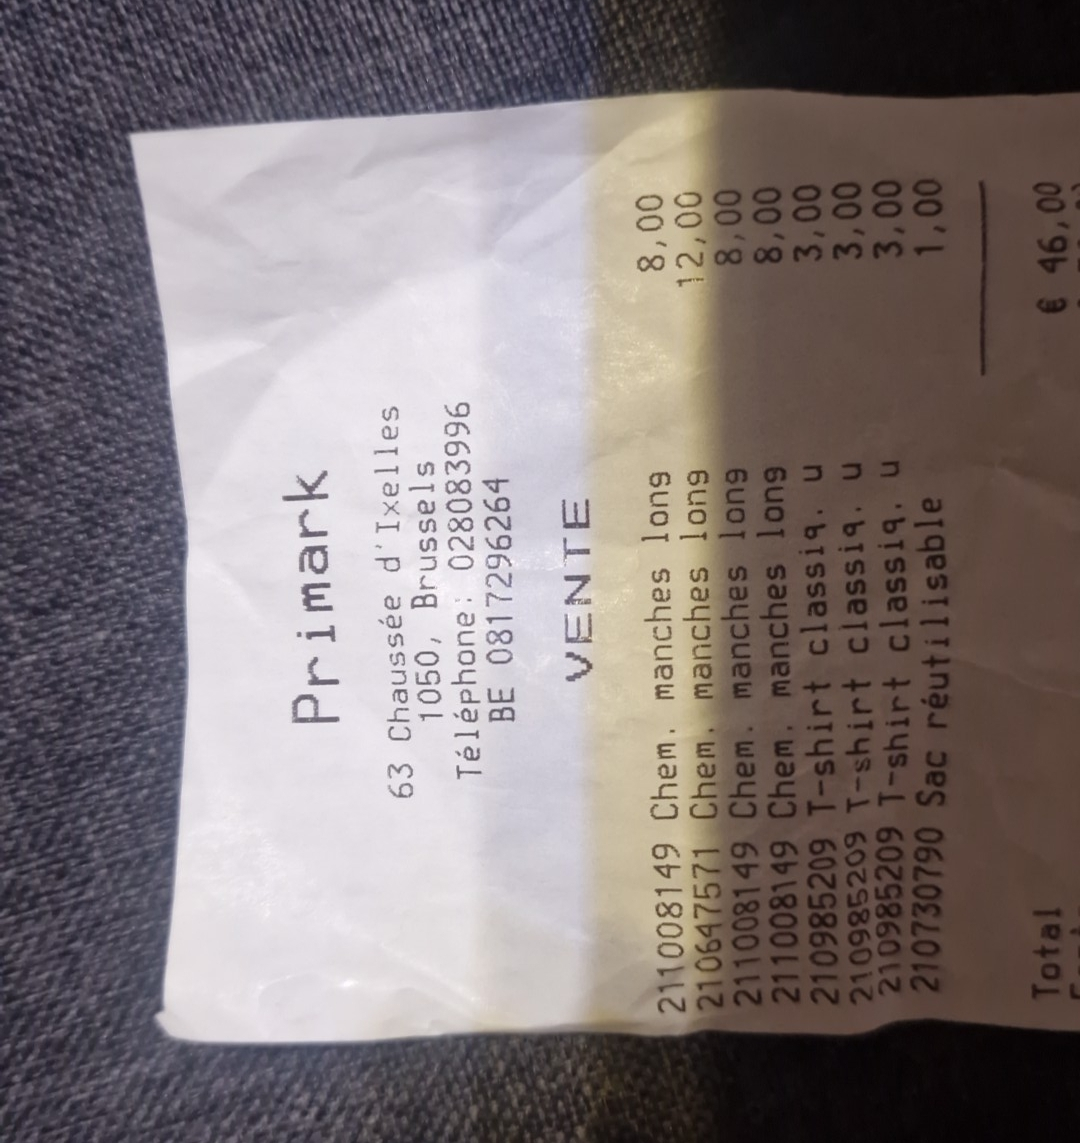 Primark
63 Chaussée d'Ixelles
1050, Brussels
Téléphone: 028083996
BE 0817296264
VENTE
211008149 Chem. manches long 8,00
210647571 Chem. manches long 12,00
211008149 Chem. manches long 8,00
211008149 Chem. manches long 8,00
210985209 T-shirt classiq. u 3,00
210985209 T-shirt classiq. u 3,00
210985209 T-shirt classiq. u 3,00
210730790 Sac réutilisable 1,00
Total € 46,00